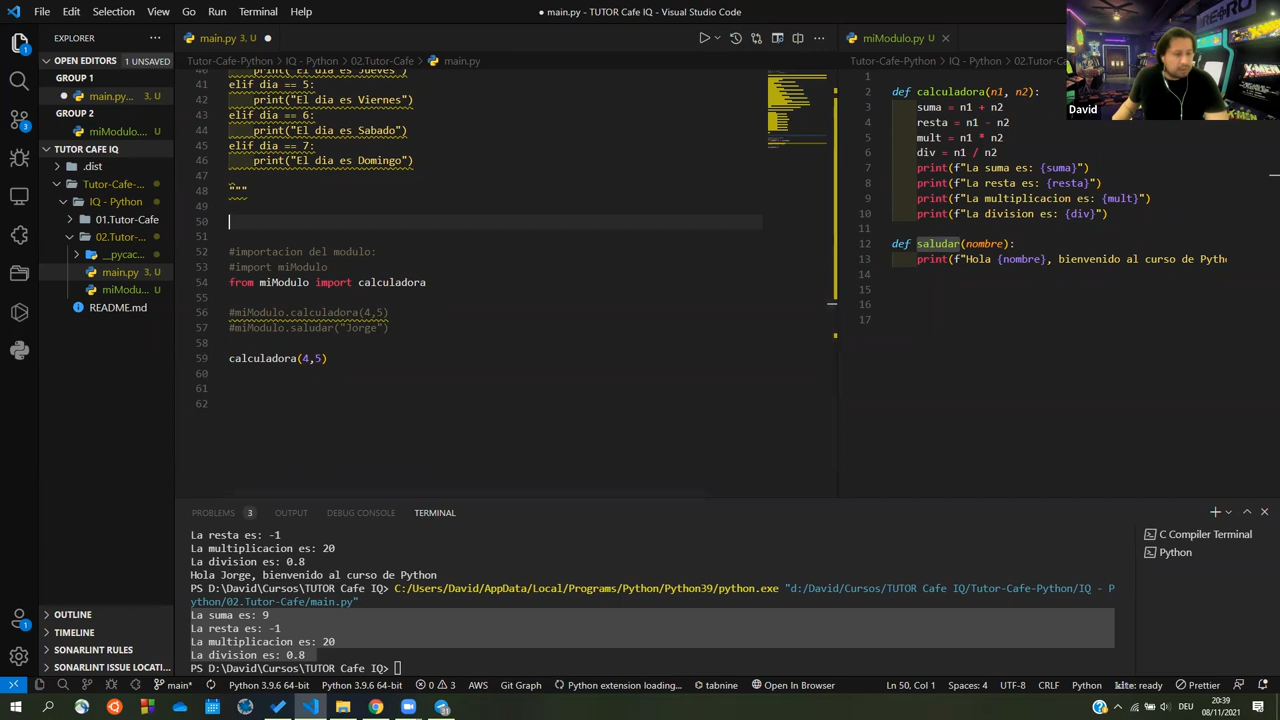 File Edit Selection View Go Run Terminal Help
main.py - TUTOR Cafe IQ - Visual Studio Code
EXPLORER
OPEN EDITORS 1 UNSAVED
GROUP 1
main.py... 3, U
GROUP 2
miModulo.... U
TUTOR CAFE IQ
.dist
Tutor-Cafe-...
IQ - Python
01.Tutor-Cafe
02.Tutor-...
__pycac...
main.py 3, U
miModu... U
README.md
OUTLINE
TIMELINE
SONARLINT RULES
SONARLINT ISSUE LOCATI...
main.py 3, U
Tutor-Cafe-Python > IQ - Python > 02.Tutor-Cafe > main.py
40 print("El dia es Jueves")
41 elif dia == 5:
42 print("El dia es Viernes")
43 elif dia == 6:
44 print("El dia es Sabado")
45 elif dia == 7:
46 print("El dia es Domingo")
47
48 """
49
50
51
52 #importacion del modulo:
53 #import miModulo
54 from miModulo import calculadora
55
56 #miModulo.calculadora(4,5)
57 #miModulo.saludar("Jorge")
58
59 calculadora(4,5)
60
61
62
miModulo.py U
Tutor-Cafe-Python > IQ - Python > 02.Tutor-Ca
1
2 def calculadora(n1, n2):
3 suma = n1 + n2
4 resta = n1 - n2
5 mult = n1 * n2
6 div = n1 / n2
7 print(f"La suma es: {suma}")
8 print(f"La resta es: {resta}")
9 print(f"La multiplicacion es: {mult}")
10 print(f"La division es: {div}")
11
12 def saludar(nombre):
13 print(f"Hola {nombre}, bienvenido al curso de Pytho
14
15
16
17
David
PROBLEMS 3 OUTPUT DEBUG CONSOLE TERMINAL
La resta es: -1
La multiplicacion es: 20
La division es: 0.8
Hola Jorge, bienvenido al curso de Python
PS D:\David\Cursos\TUTOR Cafe IQ> C:/Users/David/AppData/Local/Programs/Python/Python39/python.exe "d:/David/Cursos/TUTOR Cafe IQ/Tutor-Cafe-Python/IQ - P
ython/02.Tutor-Cafe/main.py"
La suma es: 9
La resta es: -1
La multiplicacion es: 20
La division es: 0.8
PS D:\David\Cursos\TUTOR Cafe IQ>
C Compiler Terminal
Python
main* Python 3.9.6 64-bit Python 3.9.6 64-bit 0 3 AWS Git Graph Python extension loading... tabnine Open In Browser Ln 50, Col 1 Spaces: 4 UTF-8 CRLF Python kite: ready Prettier
DEU 20:39
08/11/2021